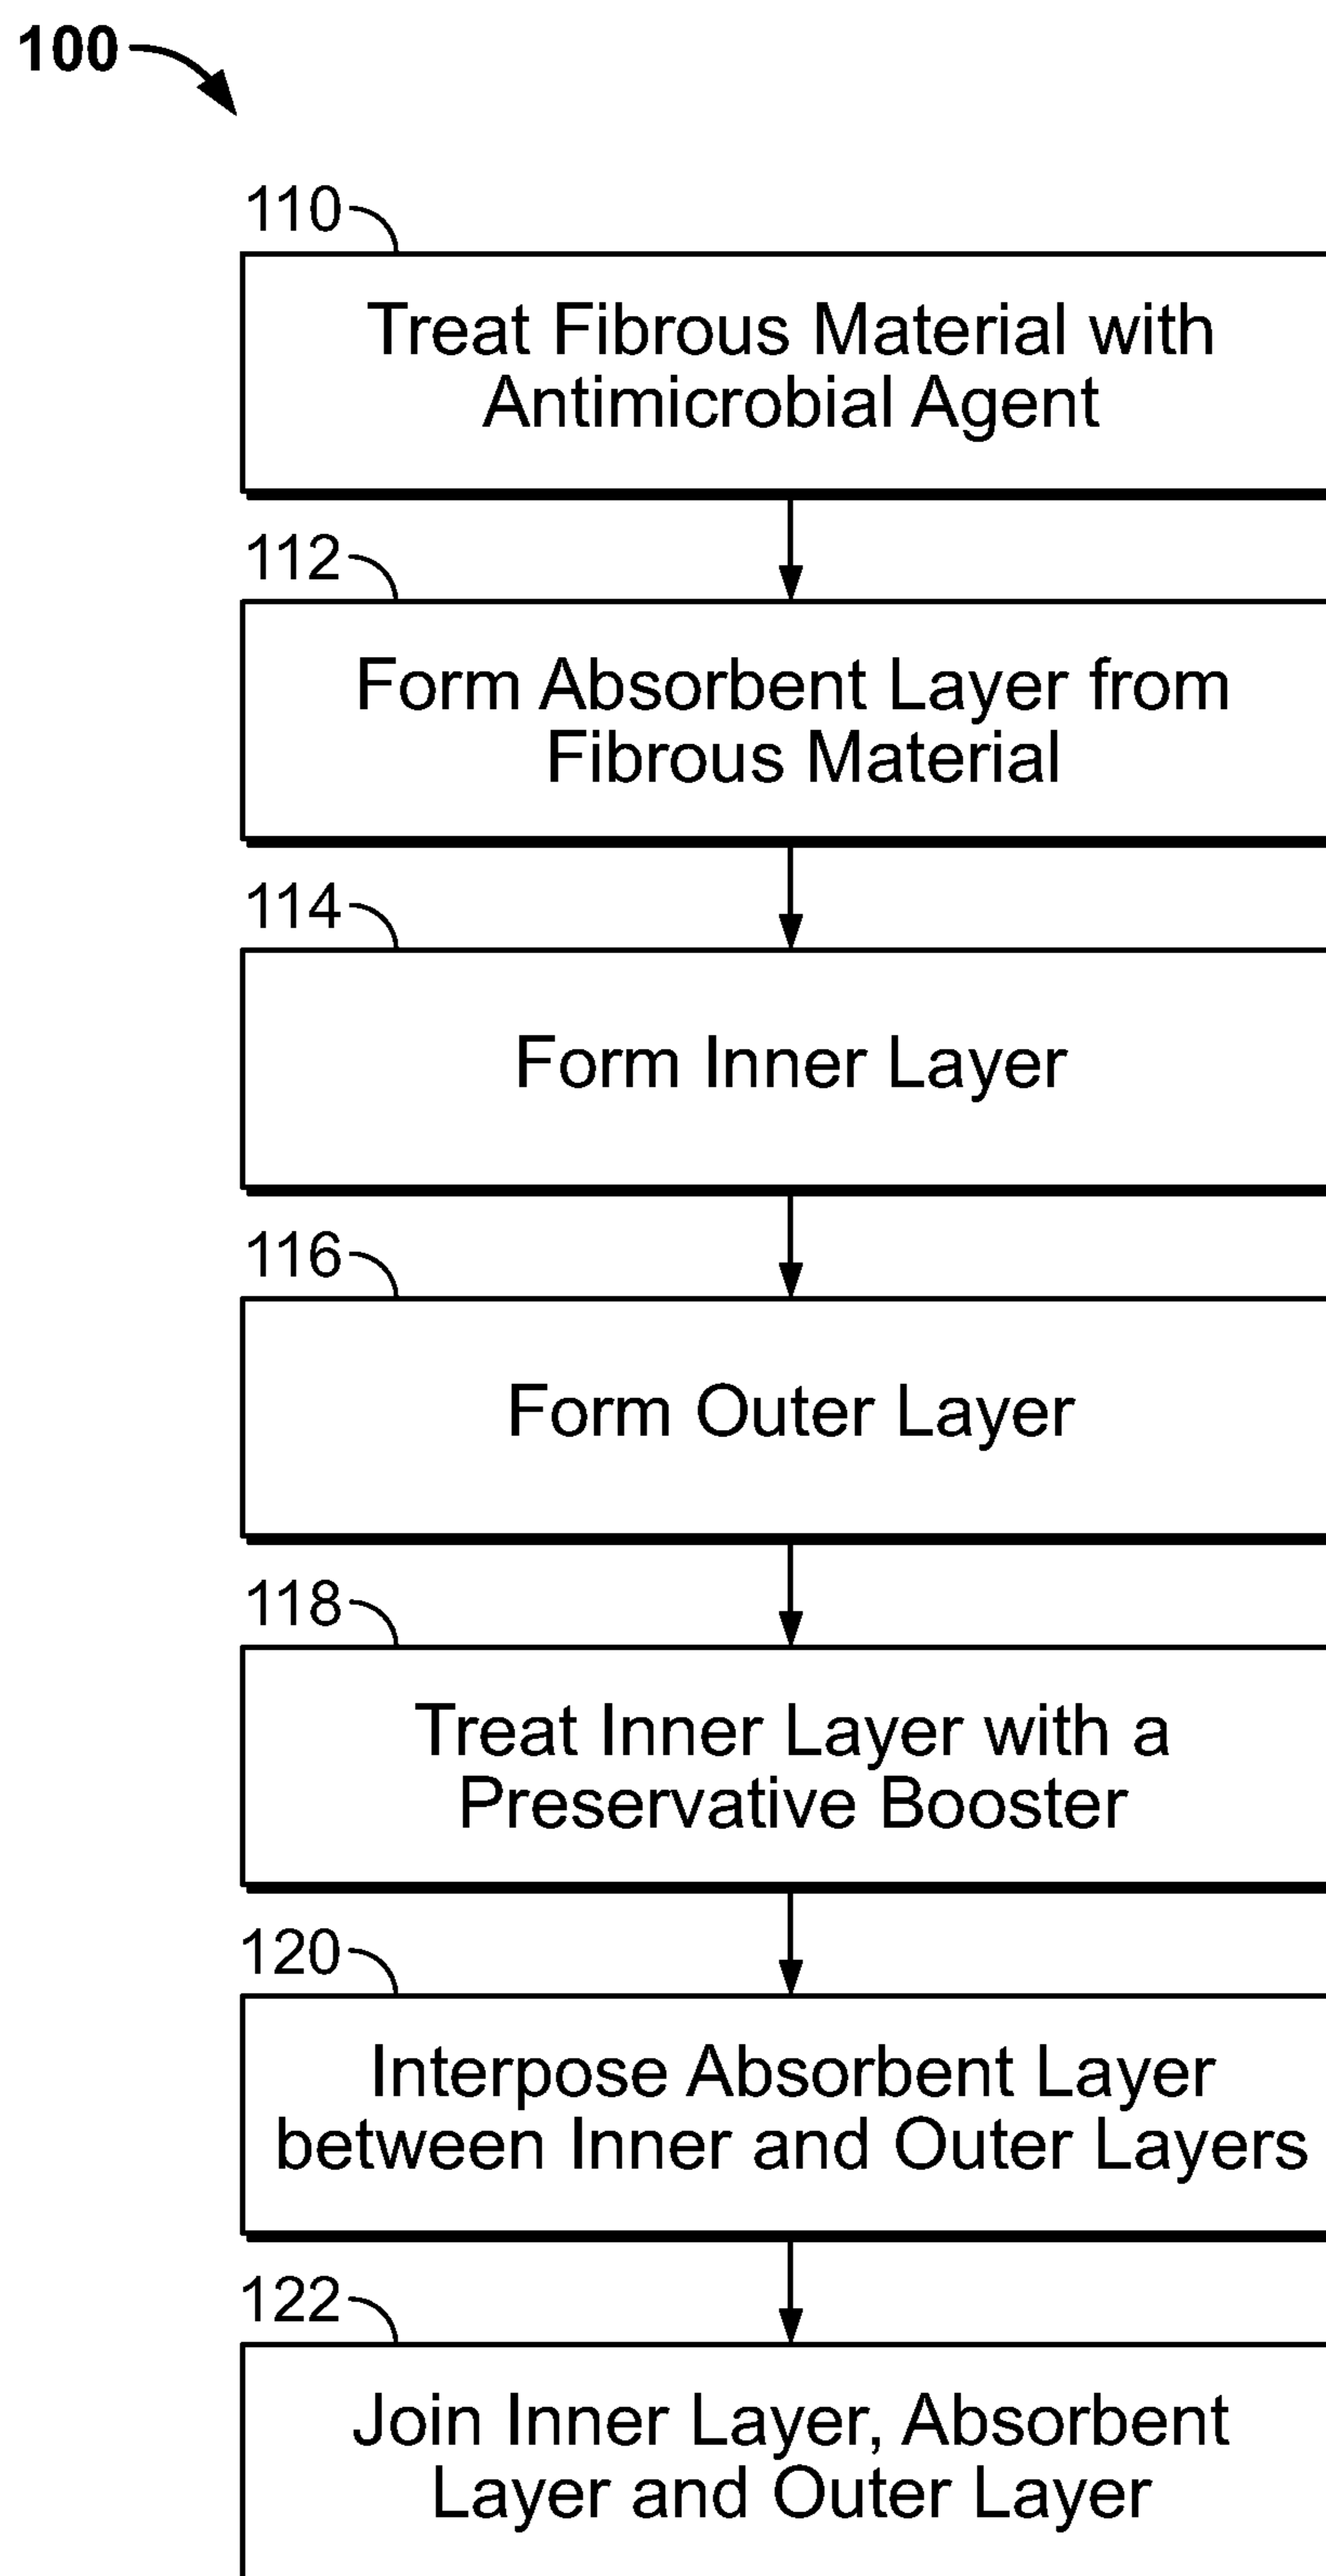 100
110
Treat Fibrous Material with
Antimicrobial Agent
112
Form Absorbent Layer from
Fibrous Material
114
Form Inner Layer
116
Form Outer Layer
118
Treat Inner Layer with a
Preservative Booster
120
Interpose Absorbent Layer
between Inner and Outer Layers
122
Join Inner Layer, Absorbent
Layer and Outer Layer